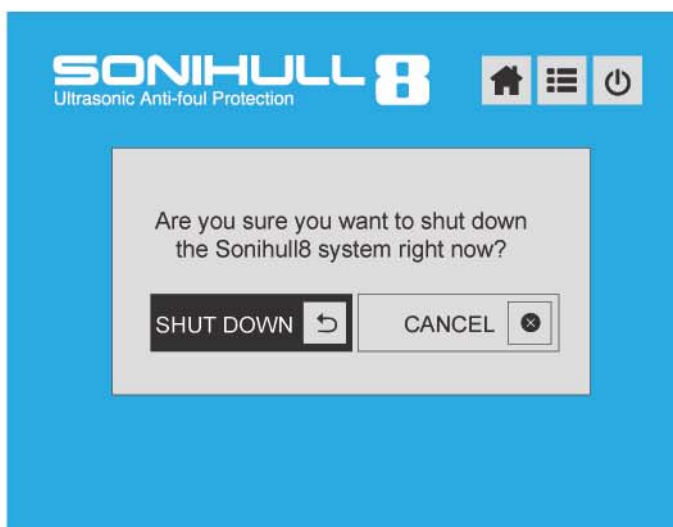 SONIHULL 8
Ultrasonic Anti-foul Protection
Are you sure you want to shut down
the Sonihull8 system right now?
SHUT DOWN
CANCEL